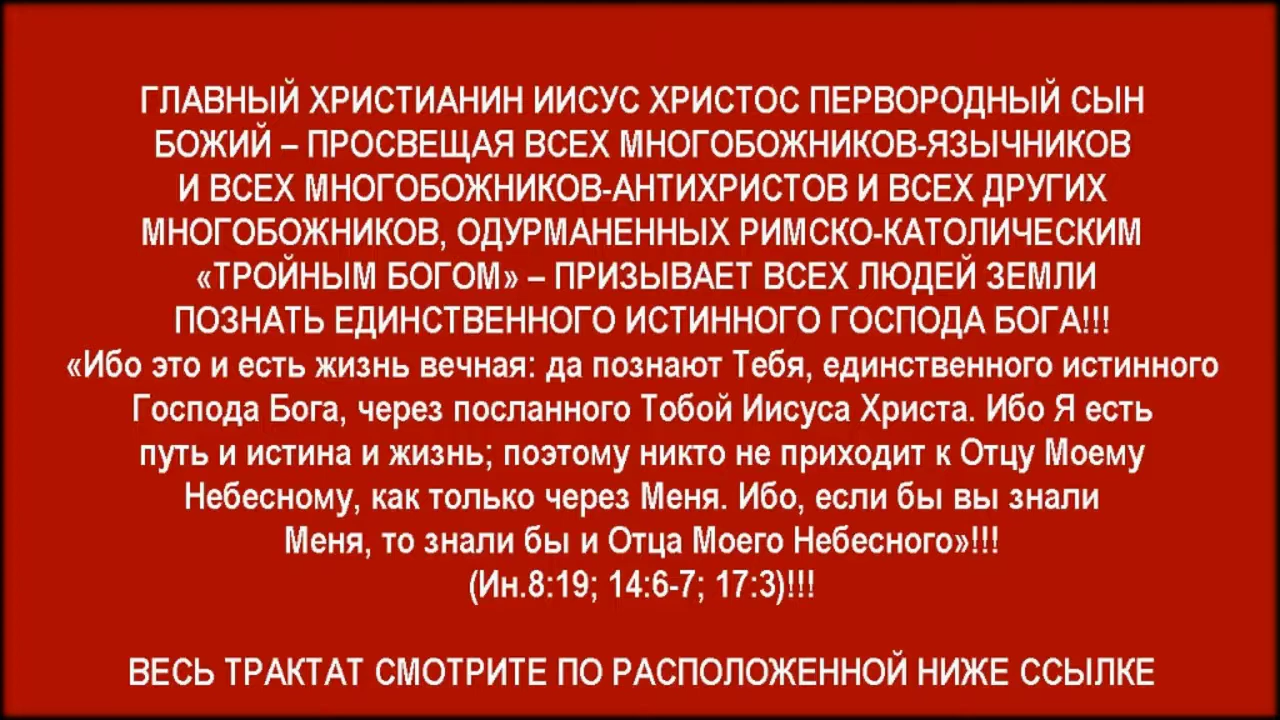 ГЛАВНЫЙ ХРИСТИАНИН ИИСУС ХРИСТОС ПЕРВОРОДНЫЙ СЫН
БОЖИЙ – ПРОСВЕЩАЯ ВСЕХ МНОГОБОЖНИКОВ-ЯЗЫЧНИКОВ
И ВСЕХ МНОГОБОЖНИКОВ-АНТИХРИСТОВ И ВСЕХ ДРУГИХ
МНОГОБОЖНИКОВ, ОДУРМАНЕННЫХ РИМСКО-КАТОЛИЧЕСКИМ
«ТРОЙНЫМ БОГОМ» – ПРИЗЫВАЕТ ВСЕХ ЛЮДЕЙ ЗЕМЛИ
ПОЗНАТЬ ЕДИНСТВЕННОГО ИСТИННОГО ГОСПОДА БОГА!!!
«Ибо это и есть жизнь вечная: да познают Тебя, единственного истинного
Господа Бога, через посланного Тобой Иисуса Христа. Ибо Я есть
путь и истина и жизнь; поэтому никто не приходит к Отцу Моему
Небесному, как только через Меня. Ибо, если бы вы знали
Меня, то знали бы и Отца Моего Небесного»!!!
(Ин.8:19; 14:6-7; 17:3)!!!
ВЕСЬ ТРАКТАТ СМОТРИТЕ ПО РАСПОЛОЖЕННОЙ НИЖЕ ССЫЛКЕ